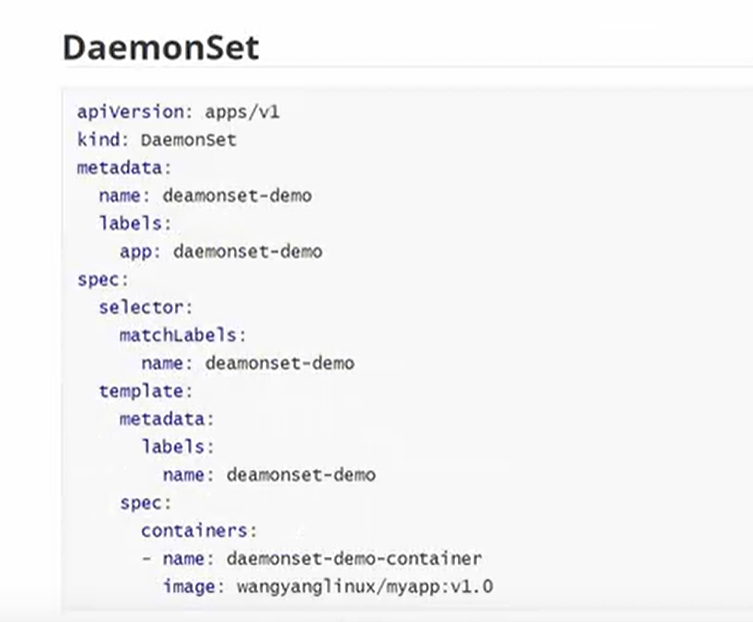 DaemonSet
apiVersion: apps/v1
kind: DaemonSet
metadata:
  name: deamonset-demo
  labels:
    app: daemonset-demo
spec:
  selector:
    matchLabels:
      name: deamonset-demo
  template:
    metadata:
      labels:
        name: deamonset-demo
    spec:
      containers:
      - name: daemonset-demo-container
        image: wangyanglinux/myapp:v1.0